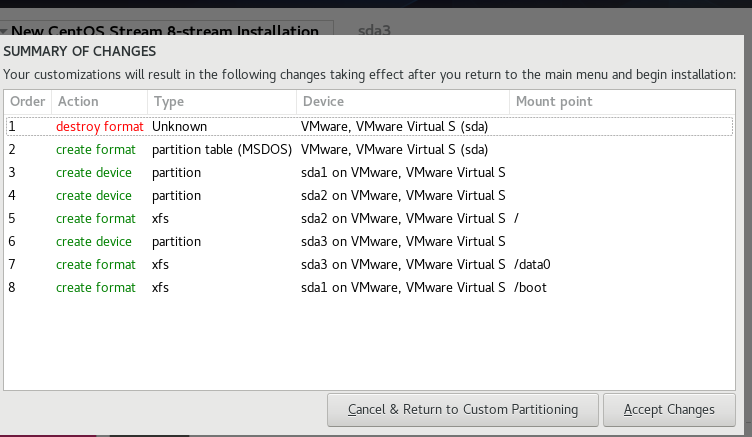 New CentOS Stream 8-stream Installation sda3
SUMMARY OF CHANGES
Your customizations will result in the following changes taking effect after you return to the main menu and begin installation:
Order Action Type Device Mount point
1 destroy format Unknown VMware, VMware Virtual S (sda)
2 create format partition table (MSDOS) VMware, VMware Virtual S (sda)
3 create device partition sda1 on VMware, VMware Virtual S
4 create device partition sda2 on VMware, VMware Virtual S
5 create format xfs sda2 on VMware, VMware Virtual S /
6 create device partition sda3 on VMware, VMware Virtual S
7 create format xfs sda3 on VMware, VMware Virtual S /data0
8 create format xfs sda1 on VMware, VMware Virtual S /boot
Cancel & Return to Custom Partitioning Accept Changes